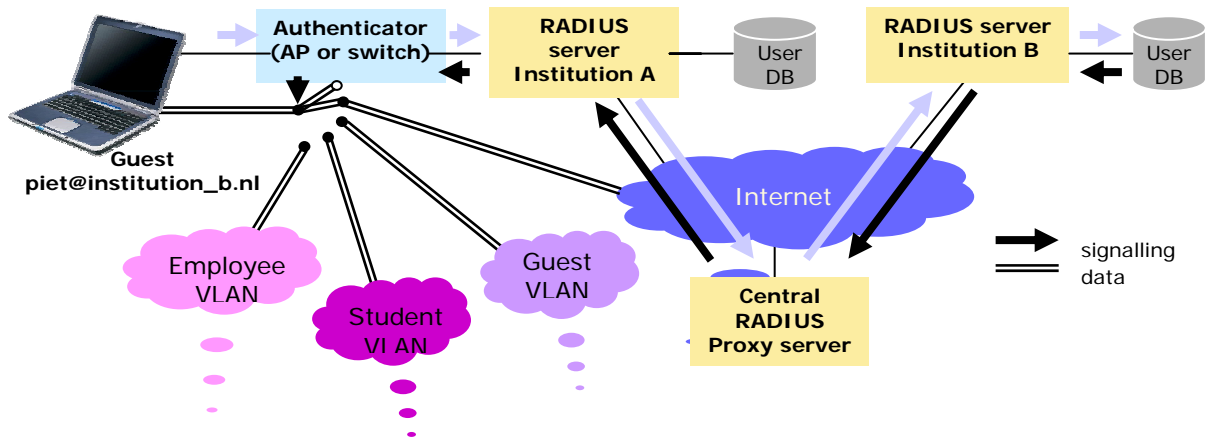 Authenticator
(AP or switch)
RADIUS
server
Institution A
User
DB
RADIUS server
Institution B
User
DB
Guest
piet@institution_b.nl
Internet
Employee
VLAN
Student
VLAN
Guest
VLAN
Central
RADIUS
Proxy server
signalling
data